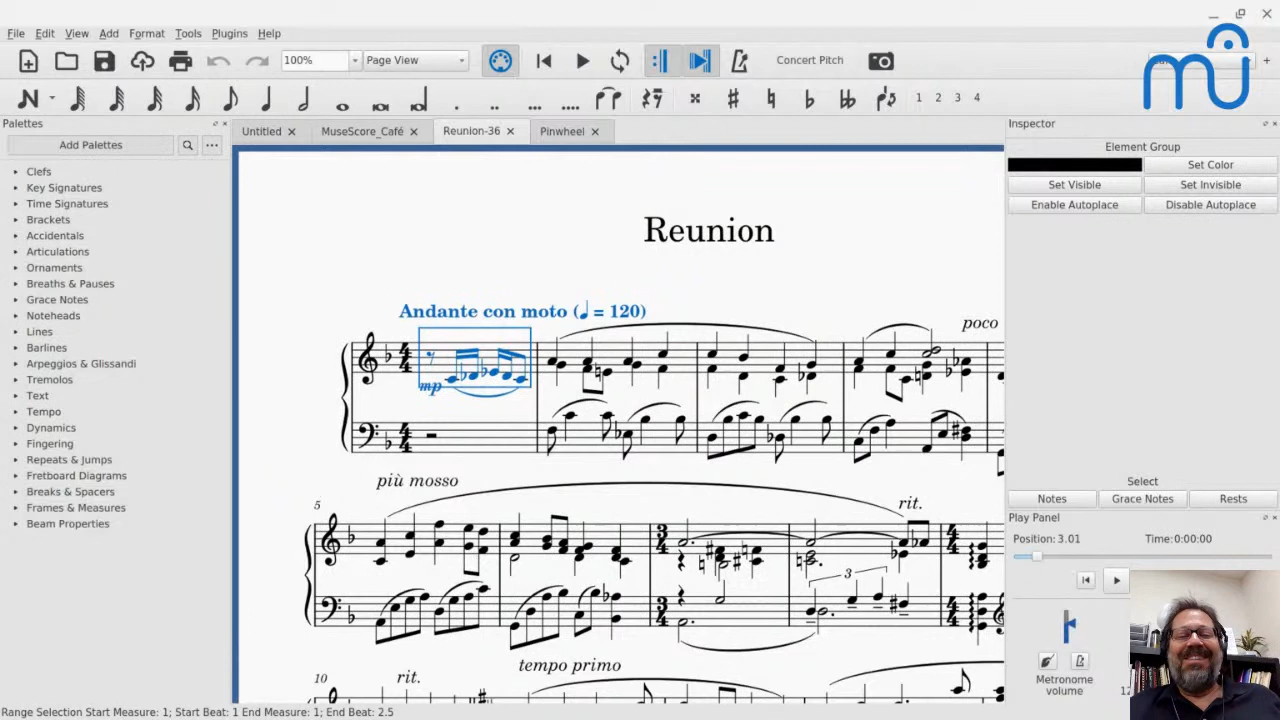 File Edit View Add Format Tools Plugins Help
100% Page View Concert Pitch
1 2 3 4
Palettes
Untitled MuseScore_Café Reunion-36 Pinwheel
Inspector
Add Palettes
Element Group
Set Color
Set Visible Set Invisible
Enable Autoplace Disable Autoplace
Clefs
Key Signatures
Time Signatures
Brackets
Accidentals
Articulations
Ornaments
Breaths & Pauses
Grace Notes
Noteheads
Lines
Barlines
Arpeggios & Glissandi
Tremolos
Text
Tempo
Dynamics
Fingering
Repeats & Jumps
Fretboard Diagrams
Breaks & Spacers
Frames & Measures
Beam Properties
Reunion
Andante con moto (♩ = 120)
poco
mp
più mosso
5
rit.
3
10
rit.
tempo primo
Select
Notes Grace Notes Rests
Play Panel
Position: 3.01 Time:0:00:00
Metronome
volume
Range Selection Start Measure: 1; Start Beat: 1 End Measure: 1; End Beat: 2.5